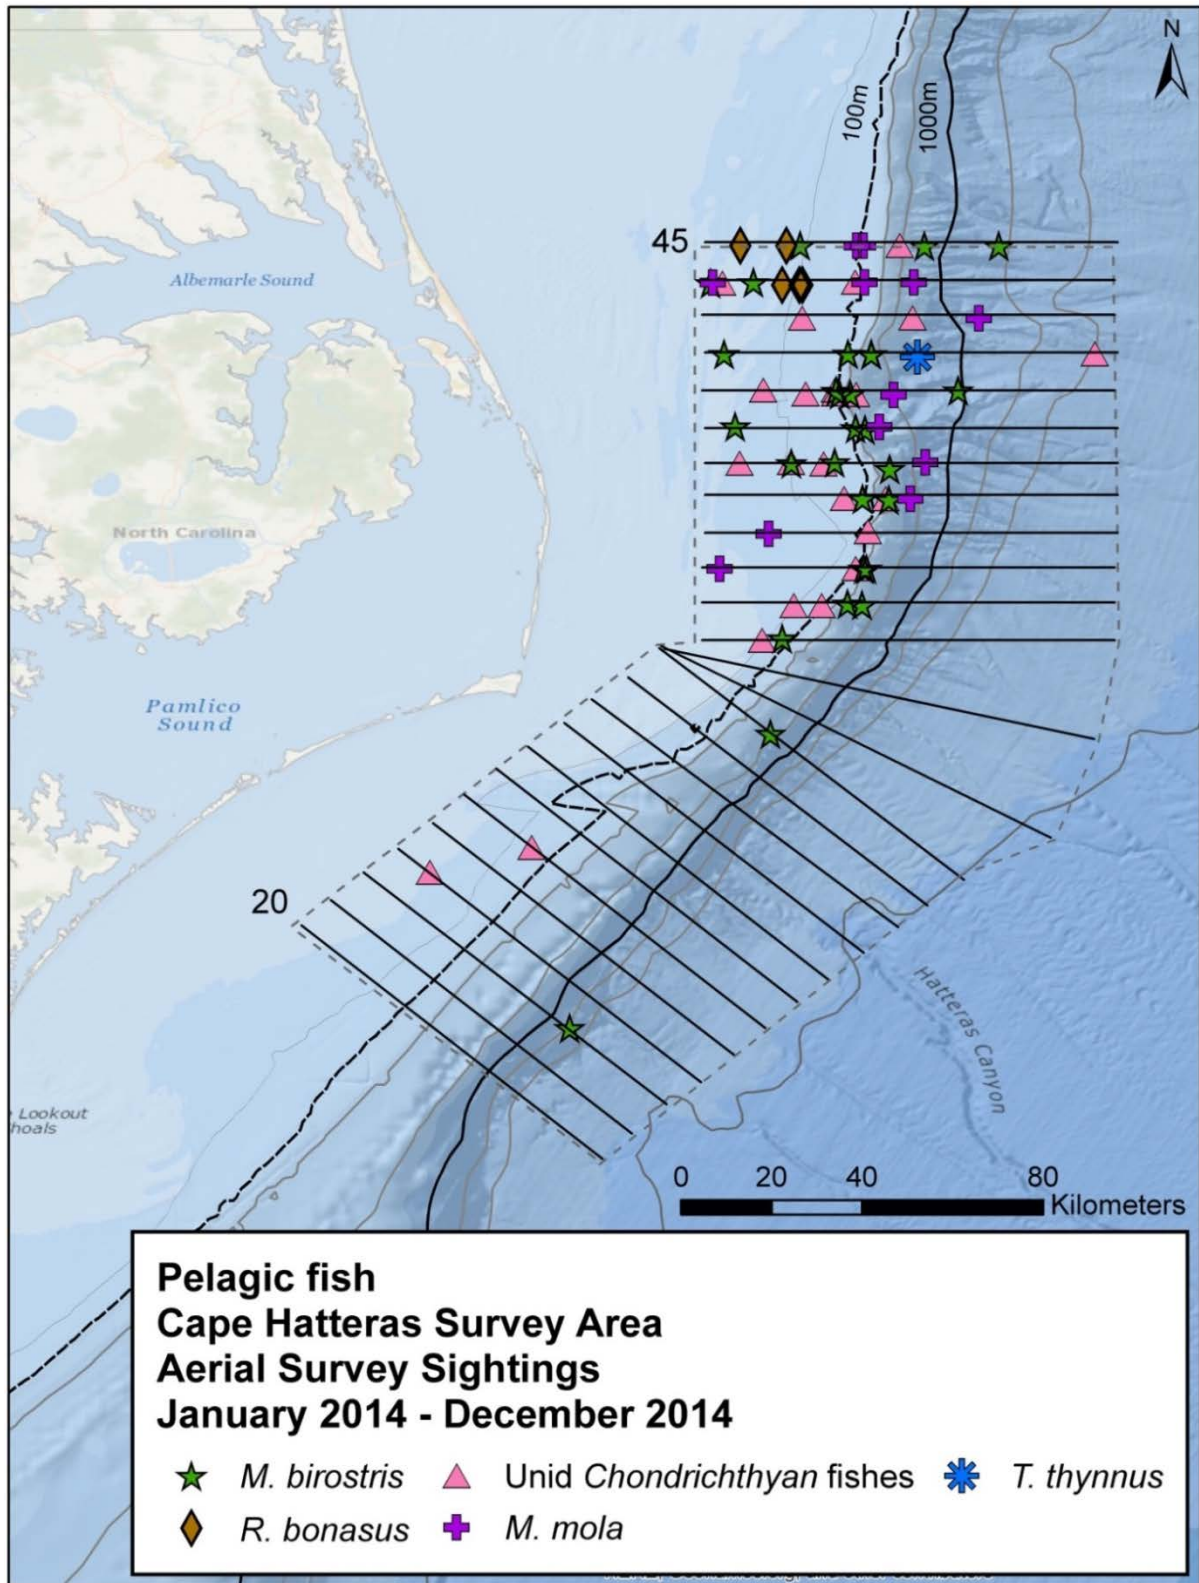 N
100m
1000m
45
Albemarle Sound
North Carolina
Pamlico
Sound
20
Hatteras Canyon
Lookout
hoals
0 20 40 80
Kilometers
Pelagic fish
Cape Hatteras Survey Area
Aerial Survey Sightings
January 2014 - December 2014
M. birostris Unid Chondrichthyan fishes T. thynnus
R. bonasus M. mola